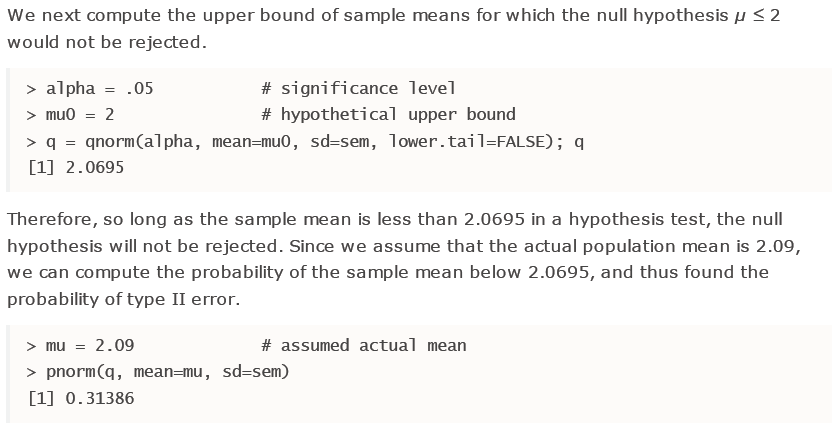 We next compute the upper bound of sample means for which the null hypothesis μ ≤ 2
would not be rejected.
> alpha = .05 # significance level
> mu0 = 2 # hypothetical upper bound
> q = qnorm(alpha, mean=mu0, sd=sem, lower.tail=FALSE); q
[1] 2.0695
Therefore, so long as the sample mean is less than 2.0695 in a hypothesis test, the null
hypothesis will not be rejected. Since we assume that the actual population mean is 2.09,
we can compute the probability of the sample mean below 2.0695, and thus found the
probability of type II error.
> mu = 2.09 # assumed actual mean
> pnorm(q, mean=mu, sd=sem)
[1] 0.31386